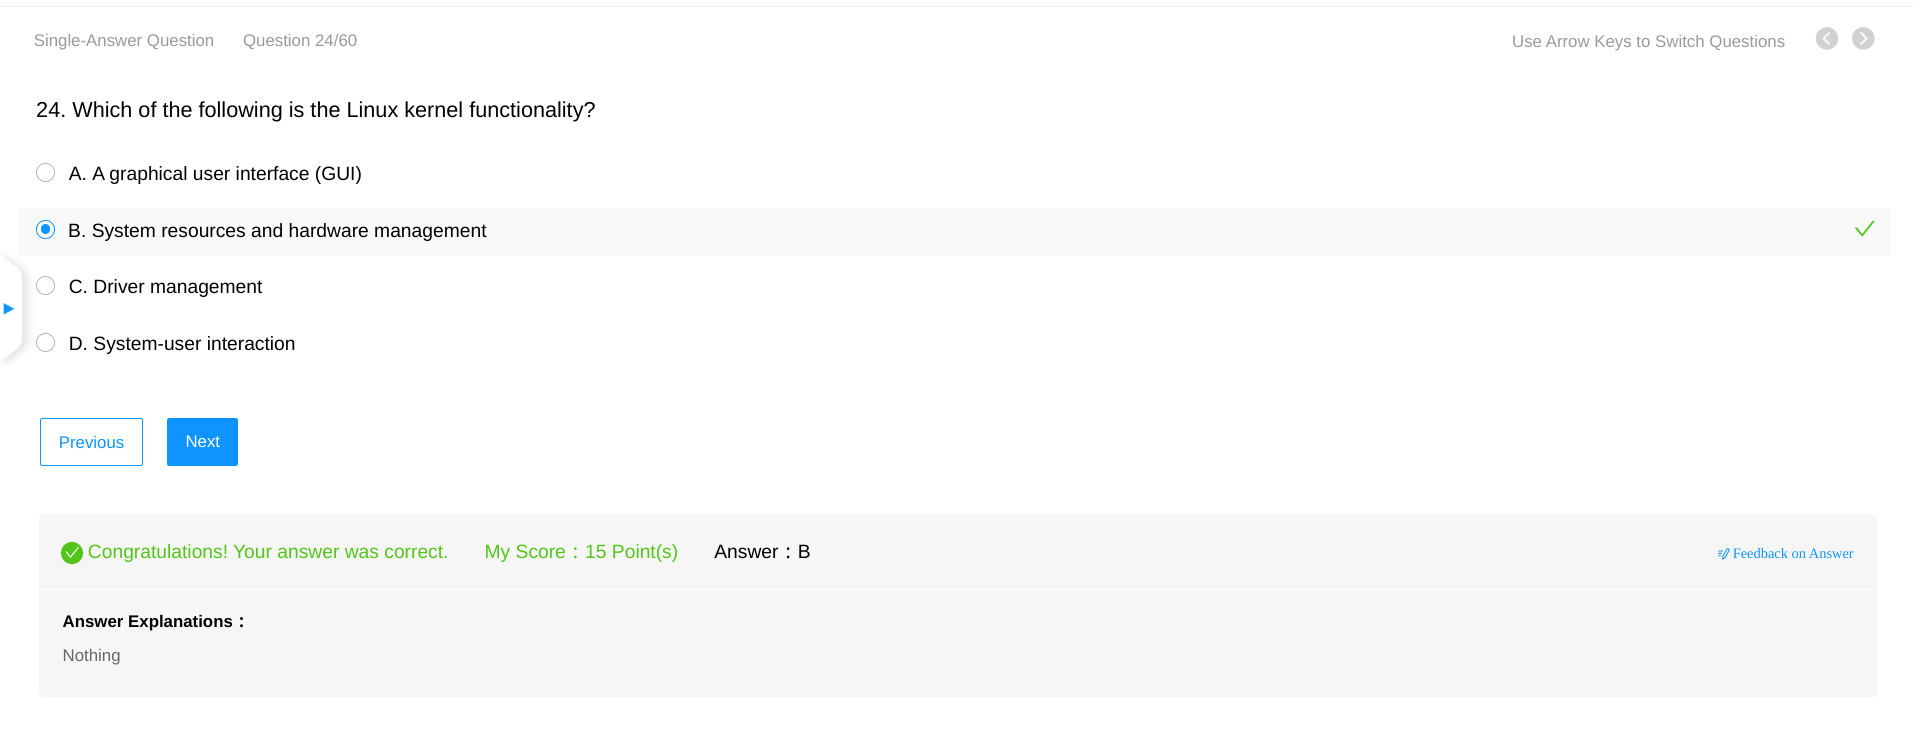 Single-Answer Question Question 24/60 Use Arrow Keys to Switch Questions
24. Which of the following is the Linux kernel functionality?
A. A graphical user interface (GUI)
B. System resources and hardware management
C. Driver management
D. System-user interaction
Previous Next
Congratulations! Your answer was correct. My Score：15 Point(s) Answer：B Feedback on Answer
Answer Explanations：
Nothing